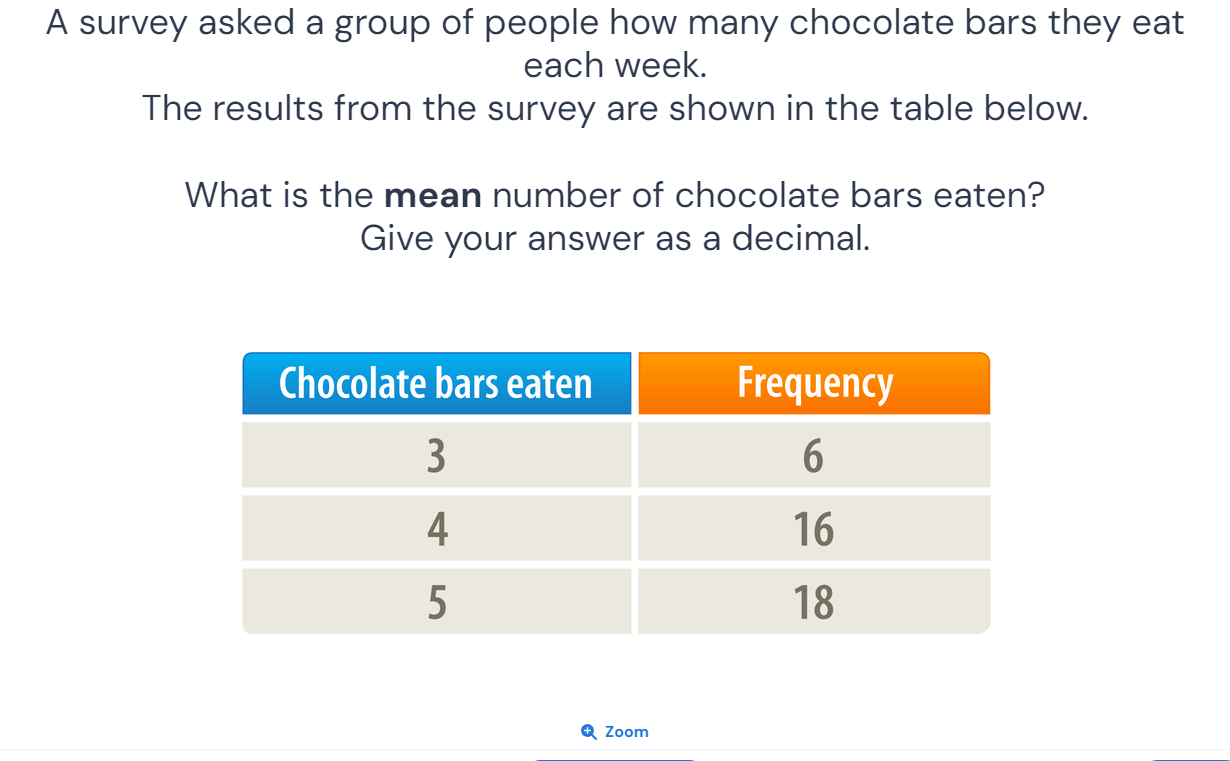 A survey asked a group of people how many chocolate bars they eat
each week.
The results from the survey are shown in the table below.
What is the mean number of chocolate bars eaten?
Give your answer as a decimal.
Chocolate bars eaten Frequency
3 6
4 16
5 18
Zoom